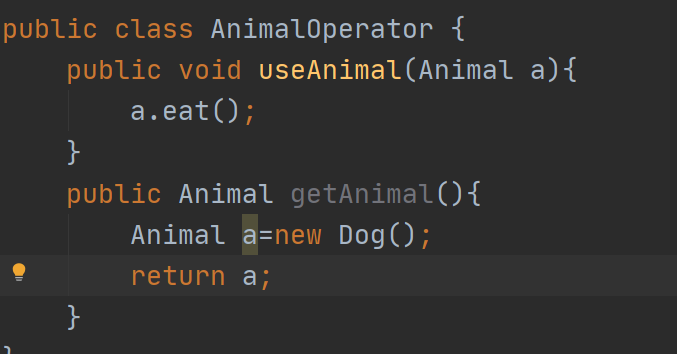 public class AnimalOperator {
    public void useAnimal(Animal a){
        a.eat();
    }
    public Animal getAnimal(){
        Animal a=new Dog();
        return a;
    }
}